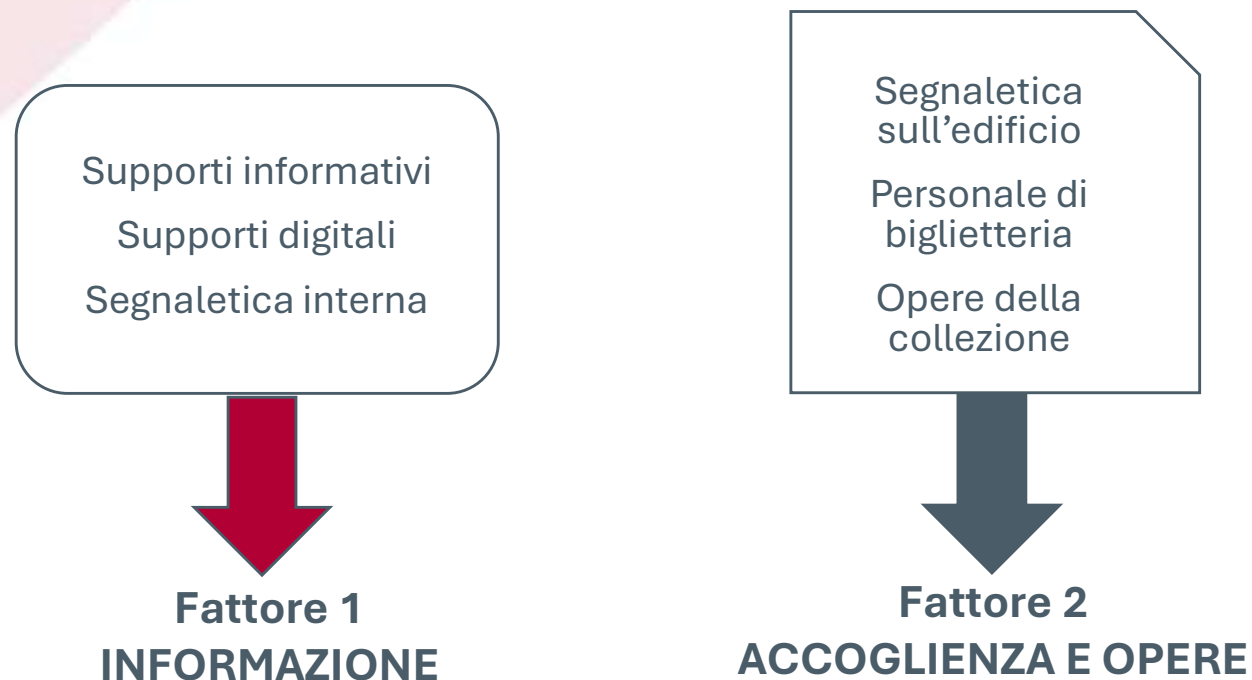 Supporti informativi
Supporti digitali
Segnaletica interna
Fattore 1
INFORMAZIONE
Segnaletica
sull’edificio
Personale di
biglietteria
Opere della
collezione
Fattore 2
ACCOGLIENZA E OPERE